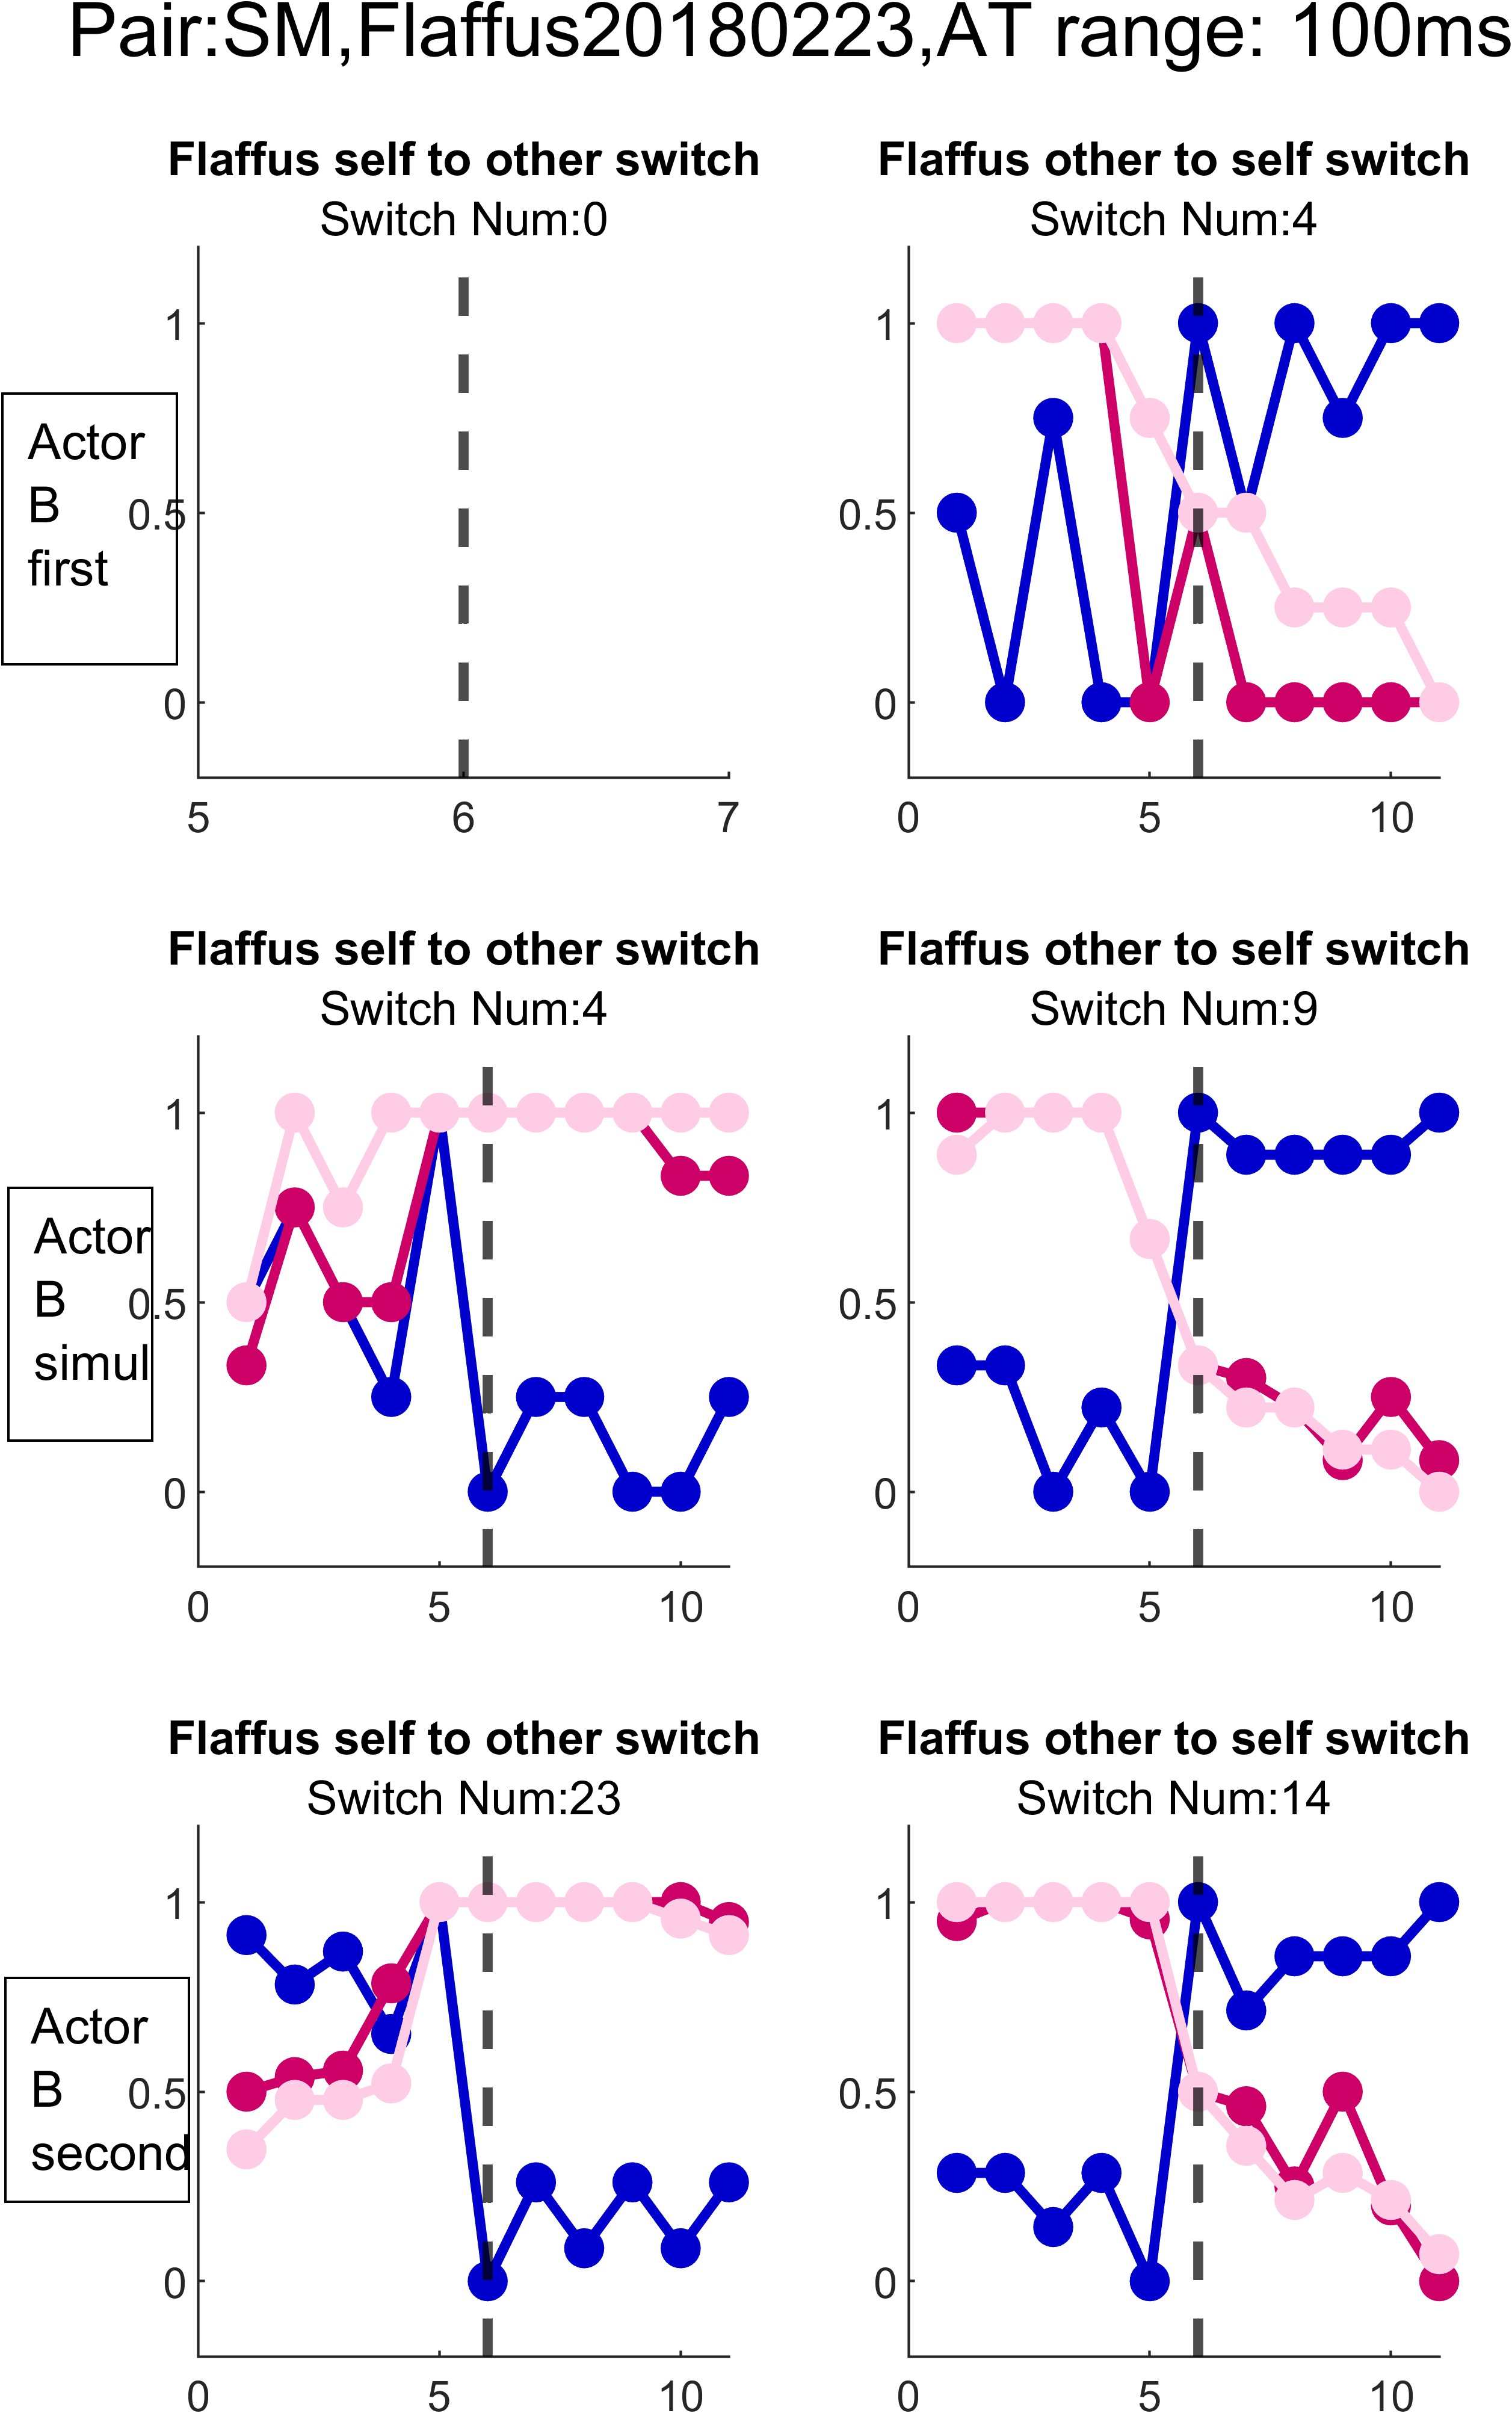 Pair:SM,Flaffus20180223,AT range: 100ms
Flaffus self to other switch
Switch Num:0
1
0.5
0
5 6 7
Actor
B
first
Flaffus other to self switch
Switch Num:4
1
0.5
0
0 5 10
Flaffus self to other switch
Switch Num:4
1
0.5
0
0 5 10
Actor
B
simul
Flaffus other to self switch
Switch Num:9
1
0.5
0
0 5 10
Flaffus self to other switch
Switch Num:23
1
0.5
0
0 5 10
Actor
B
second
Flaffus other to self switch
Switch Num:14
1
0.5
0
0 5 10